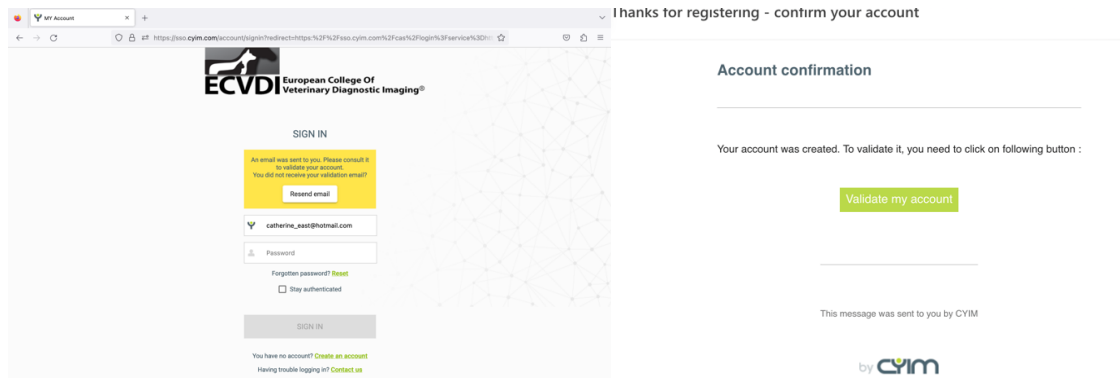 MY Account
https://sso.cyim.com/account/signin?redirect=https:%2F%2Fsso.cyim.com%2Fcas%2Flogin%3Fservice%3Dht
ECVDI European College Of
Veterinary Diagnostic Imaging®
SIGN IN
An email was sent to you. Please consult it
to validate your account.
You did not receive your validation email?
Resend email
catherine_east@hotmail.com
Password
Forgotten password? Reset
Stay authenticated
SIGN IN
You have no account? Create an account
Having trouble logging in? Contact us
Thanks for registering - confirm your account
Account confirmation
Your account was created. To validate it, you need to click on following button :
Validate my account
This message was sent to you by CYIM
by CYIM